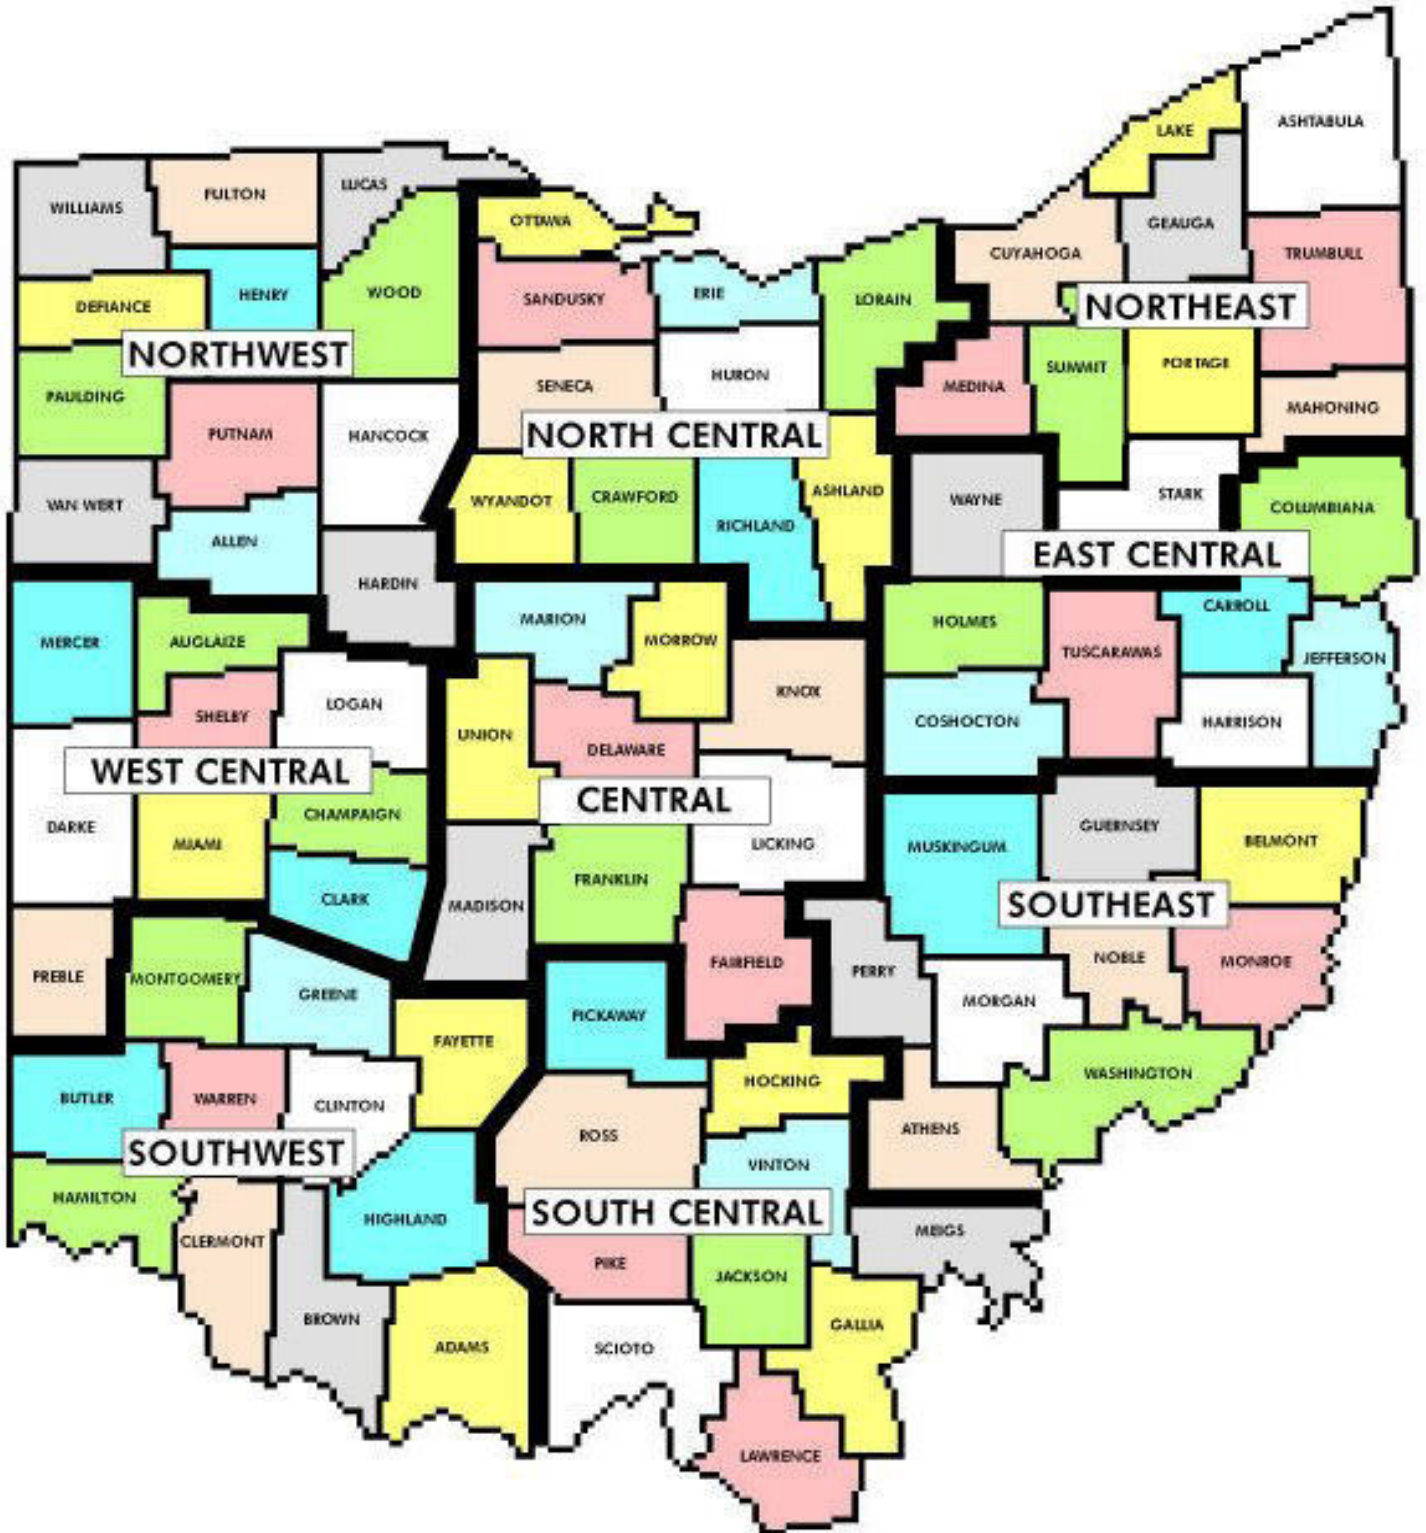 ASHTABULA
LAKE
LUCAS
FULTON
WILLIAMS
OTTAWA
GEAUGA
CUYAHOGA
TRUMBULL
WOOD
HENRY
DEFIANCE
SANDUSKY
ERIE
LORAIN
NORTHEAST
NORTHWEST
SUMMIT
PORTAGE
HURON
SENECA
MEDINA
PAULDING
MAHONING
PUTNAM
HANCOCK
NORTH CENTRAL
WYANDOT
CRAWFORD
ASHLAND
RICHLAND
WAYNE
STARK
COLUMBIANA
VAN WERT
ALLEN
EAST CENTRAL
HARDIN
MERCER
AUGLAIZE
MARION
MORROW
HOLMES
CARROLL
TUSCARAWAS
JEFFERSON
KNOX
LOGAN
SHELBY
COSHOCTON
HARRISON
UNION
DELAWARE
WEST CENTRAL
CENTRAL
CHAMPAIGN
DARKE
MIAMI
LICKING
MUSKINGUM
GUERNSEY
BELMONT
FRANKLIN
CLARK
MADISON
SOUTHEAST
NOBLE
MONROE
FAIRFIELD
PERRY
PREBLE
MONTGOMERY
GREENE
MORGAN
PICKAWAY
FAYETTE
HOCKING
WASHINGTON
BUTLER
WARREN
CLINTON
ROSS
ATHENS
SOUTHWEST
VINTON
HAMILTON
HIGHLAND
SOUTH CENTRAL
MEIGS
CLERMONT
PIKE
JACKSON
BROWN
GALLIA
ADAMS
SCIOTO
LAWRENCE